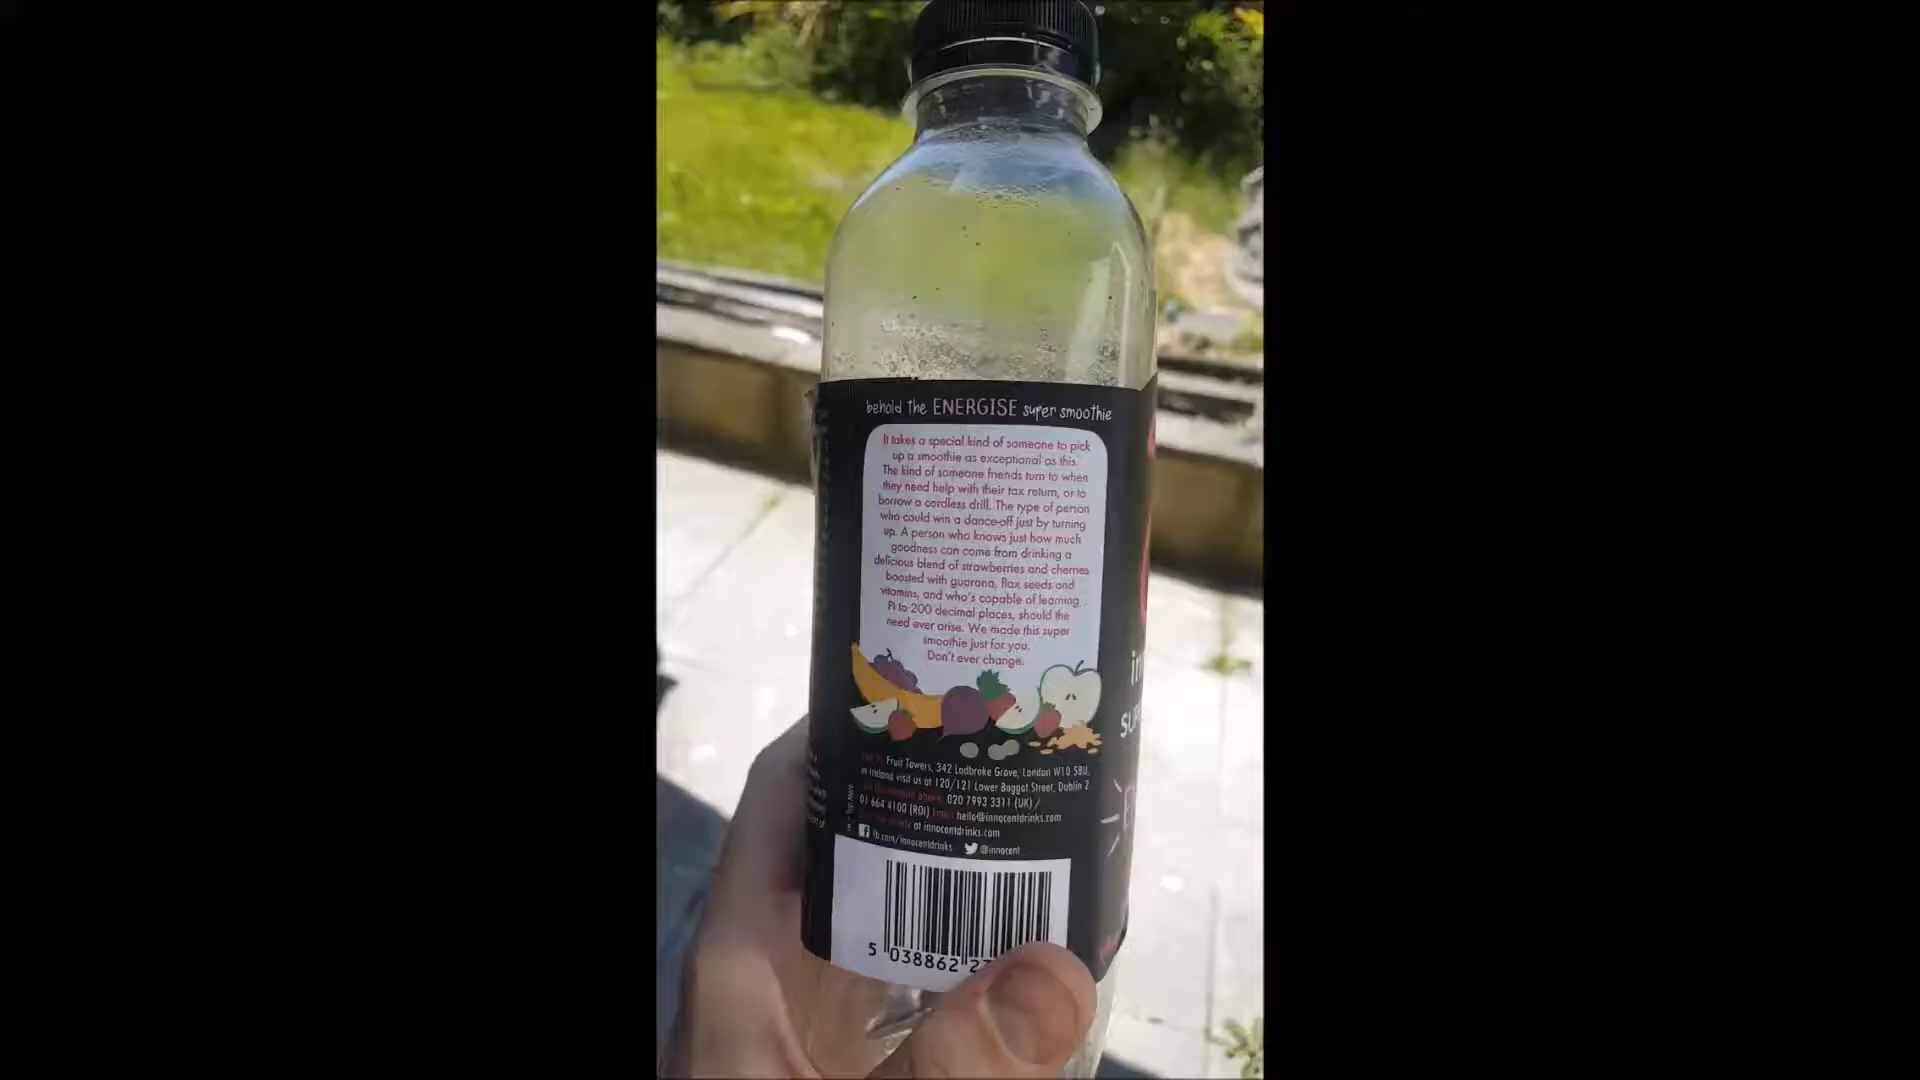 behold the ENERGISE super smoothie
It takes a special kind of someone to pick
up a smoothie as exceptional as this.
The kind of someone friends turn to when
they need help with their tax return, or to
borrow a cordless drill. The type of person
who could win a dance-off just by turning
up. A person who knows just how much
goodness can come from drinking a
delicious blend of strawberries and cherries
boosted with guarana, flax seeds and
vitamins, and who's capable of learning
Pi to 200 decimal places, should the
need ever arise. We made this super
smoothie just for you.
Don't ever change.
Fruit Towers, 342 Ladbroke Grove, London W10 5BU,
in Ireland visit us at 120/121 Lower Baggot Street, Dublin 2
020 7993 3311 (UK) /
01 664 4100 (ROI) hello@innocentdrinks.com
at innocentdrinks.com
fb.com/innocentdrinks @innocent
5 038862 23